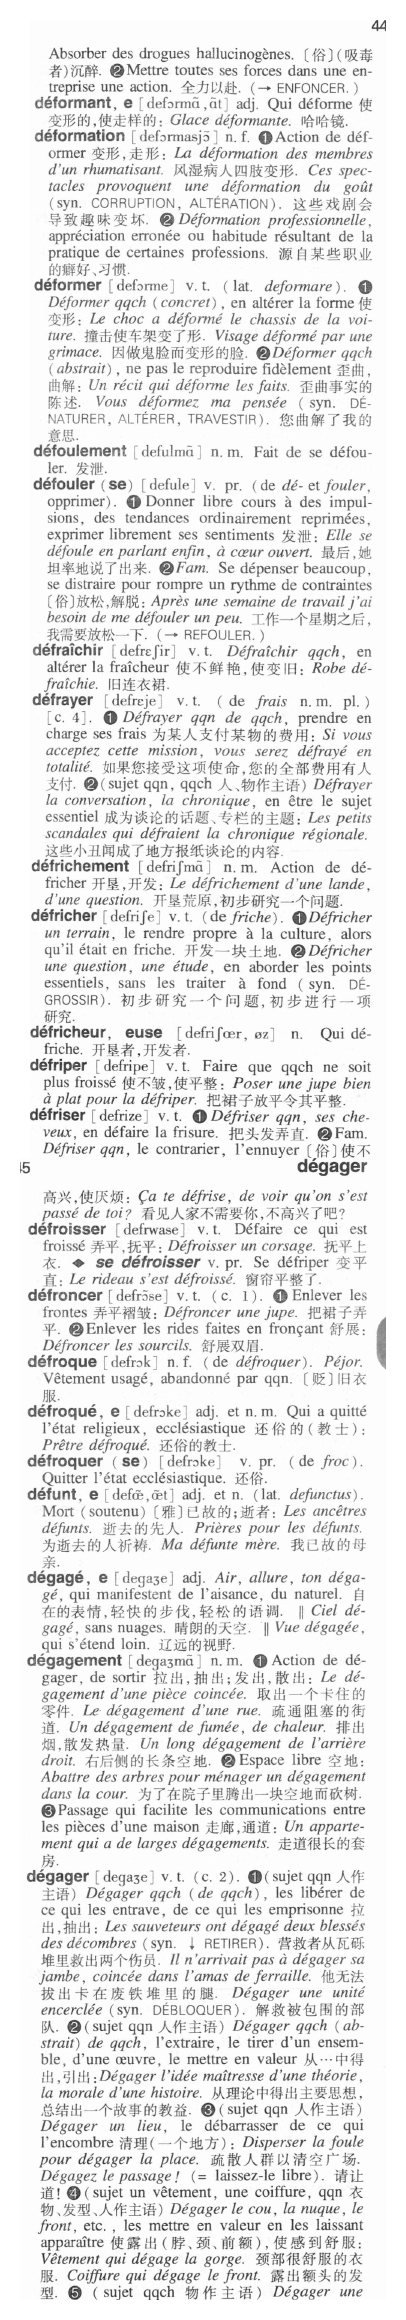 44
Absorber des drogues hallucinogènes.〔俗〕(吸毒
者)沉醉. ❷Mettre toutes ses forces dans une en-
treprise une action. 全力以赴. (→ ENFONCER. )
déformant, e [defɔrmɑ̃,ɑ̃t] adj. Qui déforme 使
变形的,使走样的: Glace déformante. 哈哈镜.
déformation [defɔrmasjɔ̃] n. f. ❶Action de déf-
ormer 变形,走形: La déformation des membres
d'un rhumatisant. 风湿病人四肢变形. Ces spec-
tacles provoquent une déformation du goût
(syn. CORRUPTION, ALTÉRATION). 这些戏剧会
导致趣味变坏. ❷ Déformation professionnelle,
appréciation erronée ou habitude résultant de la
pratique de certaines professions. 源自某些职业
的癖好、习惯.
déformer [defɔrme] v. t. ( lat. deformare). ❶
Déformer qqch (concret), en altérer la forme 使
变形: Le choc a déformé le chassis de la voi-
ture. 撞击使车架变了形. Visage déformé par une
grimace. 因做鬼脸而变形的脸. ❷Déformer qqch
(abstrait), ne pas le reproduire fidèlement 歪曲,
曲解: Un récit qui déforme les faits. 歪曲事实的
陈述. Vous déformez ma pensée ( syn. DÉ-
NATURER, ALTÉRER, TRAVESTIR). 您曲解了我的
意思.
défoulement [defulmɑ̃] n. m. Fait de se défou-
ler. 发泄.
défouler (se) [defule] v. pr. (de dé- et fouler,
opprimer). ❶ Donner libre cours à des impul-
sions, des tendances ordinairement reprimées,
exprimer librement ses sentiments 发泄: Elle se
défoule en parlant enfin, à cœur ouvert. 最后,她
坦率地说了出来. ❷Fam. Se dépenser beaucoup,
se distraire pour rompre un rythme de contraintes
〔俗〕放松,解脱: Après une semaine de travail j'ai
besoin de me défouler un peu. 工作一个星期之后,
我需要放松一下. (→ REFOULER. )
défraîchir [defrɛʃir] v. t. Défraîchir qqch, en
altérer la fraîcheur 使不鲜艳,使变旧: Robe dé-
fraîchie. 旧连衣裙.
défrayer [defrɛje] v. t. ( de frais n. m. pl.)
[c. 4]. ❶ Défrayer qqn de qqch, prendre en
charge ses frais 为某人支付某物的费用: Si vous
acceptez cette mission, vous serez défrayé en
totalité. 如果您接受这项使命,您的全部费用有人
支付. ❷(sujet qqn, qqch 人、物作主语) Défrayer
la conversation, la chronique, en être le sujet
essentiel 成为谈论的话题、专栏的主题: Les petits
scandales qui défraient la chronique régionale.
这些小丑闻成了地方报纸谈论的内容.
défrichement [defriʃmɑ̃] n. m. Action de dé-
fricher 开垦,开发: Le défrichement d'une lande,
d'une question. 开垦荒原,初步研究一个问题.
défricher [defriʃe] v. t. (de friche). ❶Défricher
un terrain, le rendre propre à la culture, alors
qu'il était en friche. 开发一块土地. ❷Défricher
une question, une étude, en aborder les points
essentiels, sans les traiter à fond ( syn. DÉ-
GROSSIR). 初步研究一个问题,初步进行一项
研究.
défricheur, euse [defriʃœr, øz] n. Qui dé-
friche. 开垦者,开发者.
défriper [defripe] v. t. Faire que qqch ne soit
plus froissé 使不皱,使平整: Poser une jupe bien
à plat pour la défriper. 把裙子放平令其平整.
défriser [defrize] v. t. ❶ Défriser qqn, ses che-
veux, en défaire la frisure. 把头发弄直. ❷Fam.
Défriser qqn, le contrarier, l'ennuyer〔俗〕使不
45 dégager
高兴,使厌烦: Ça te défrise, de voir qu'on s'est
passé de toi? 看见人家不需要你,不高兴了吧?
défroisser [defrwase] v. t. Défaire ce qui est
froissé 弄平,抚平: Défroisser un corsage. 抚平上
衣. ◆ se défroisser v. pr. Se défriper 变平
直: Le rideau s'est défroissé. 窗帘平整了.
défroncer [defrɔ̃se] v. t. (c. 1). ❶ Enlever les
frontes 弄平褶皱: Défroncer une jupe. 把裙子弄
平. ❷Enlever les rides faites en fronçant 舒展:
Défroncer les sourcils. 舒展双眉.
défroque [defrɔk] n. f. ( de défroquer). Péjor.
Vêtement usagé, abandonné par qqn. 〔贬〕旧衣
服.
défroqué, e [defrɔke] adj. et n. m. Qui a quitté
l'état religieux, ecclésiastique 还俗的(教士):
Prêtre défroqué. 还俗的教士.
défroquer (se) [defrɔke] v. pr. ( de froc).
Quitter l'état ecclésiastique. 还俗.
défunt, e [defœ̃,œ̃t] adj. et n. (lat. defunctus).
Mort (soutenu)〔雅〕已故的;逝者: Les ancêtres
défunts. 逝去的先人. Prières pour les défunts.
为逝去的人祈祷. Ma défunte mère. 我已故的母
亲.
dégagé, e [degaʒe] adj. Air, allure, ton déga-
gé, qui manifestent de l'aisance, du naturel. 自
在的表情,轻快的步伐,轻松的语调. ‖ Ciel dé-
gagé, sans nuages. 晴朗的天空. ‖ Vue dégagée,
qui s'étend loin. 辽远的视野.
dégagement [degaʒmɑ̃] n. m. ❶ Action de dé-
gager, de sortir 拉出,抽出;发出,散出: Le dé-
gagement d'une pièce coincée. 取出一个卡住的
零件. Le dégagement d'une rue. 疏通阻塞的街
道. Un dégagement de fumée, de chaleur. 排出
烟,散发热量. Un long dégagement de l'arrière
droit. 右后侧的长条空地. ❷ Espace libre 空地:
Abattre des arbres pour ménager un dégagement
dans la cour. 为了在院子里腾出一块空地而砍树.
❸Passage qui facilite les communications entre
les pièces d'une maison 走廊,通道: Un apparte-
ment qui a de larges dégagements. 走道很长的套
房.
dégager [degaʒe] v. t. (c. 2). ❶(sujet qqn 人作
主语) Dégager qqch (de qqch), les libérer de
ce qui les entrave, de ce qui les emprisonne 拉
出,抽出: Les sauveteurs ont dégagé deux blessés
des décombres (syn. ↓ RETIRER). 营救者从瓦砾
堆里救出两个伤员. Il n'arrivait pas à dégager sa
jambe, coincée dans l'amas de ferraille. 他无法
拔出卡在废铁堆里的腿. Dégager une unité
encerclée (syn. DÉBLOQUER). 解救被包围的部
队. ❷(sujet qqn 人作主语) Dégager qqch (ab-
strait) de qqch, l'extraire, le tirer d'un ensem-
ble, d'une œuvre, le mettre en valeur 从…中得
出,引出:Dégager l'idée maîtresse d'une théorie,
la morale d'une histoire. 从理论中得出主要思想,
总结出一个故事的教益. ❸(sujet qqn 人作主语)
Dégager un lieu, le débarrasser de ce qui
l'encombre 清理(一个地方): Disperser la foule
pour dégager la place. 疏散人群以清空广场.
Dégagez le passage! (= laissez-le libre). 请让
道! ❹(sujet un vêtement, une coiffure, qqn 衣
物、发型、人作主语) Dégager le cou, la nuque, le
front, etc., les mettre en valeur en les laissant
apparaître 使露出(脖、颈、前额),使感到舒服:
Vêtement qui dégage la gorge. 颈部很舒服的衣
服. Coiffure qui dégage le front. 露出额头的发
型. ❺ ( sujet qqch 物作主语) Dégager une